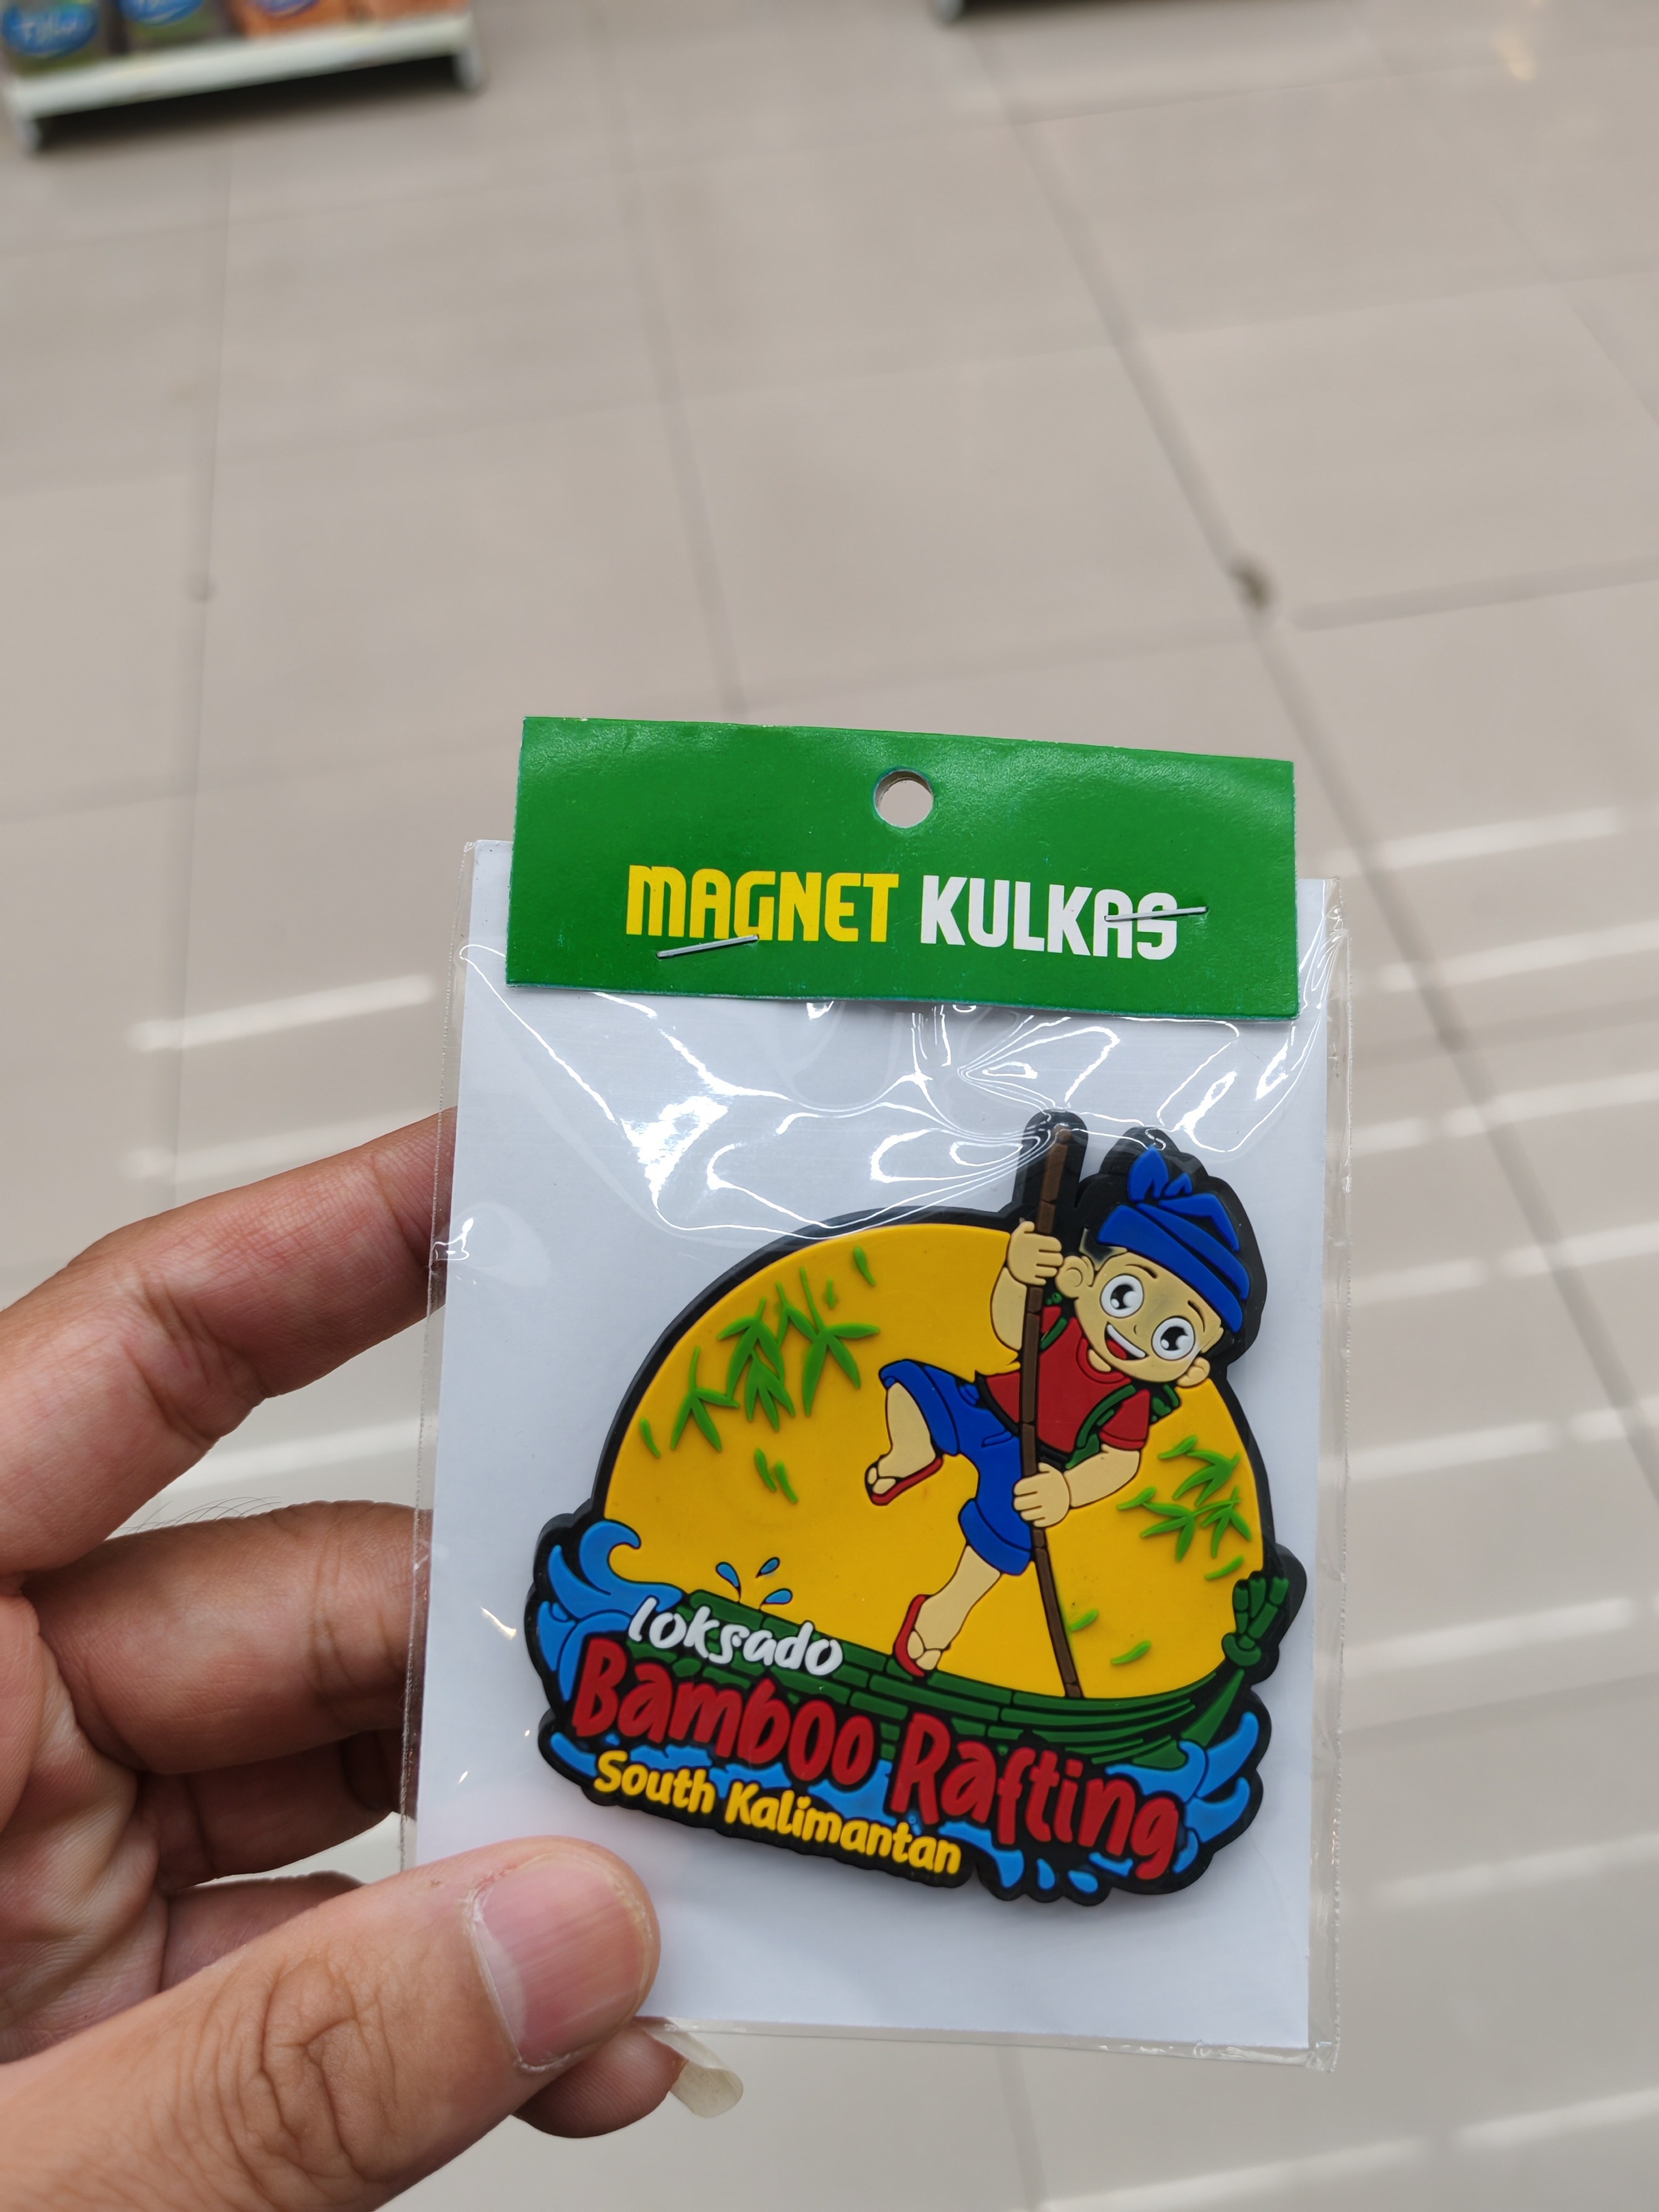 MAGNET KULKAS
loksado
Bamboo Rafting
South Kalimantan